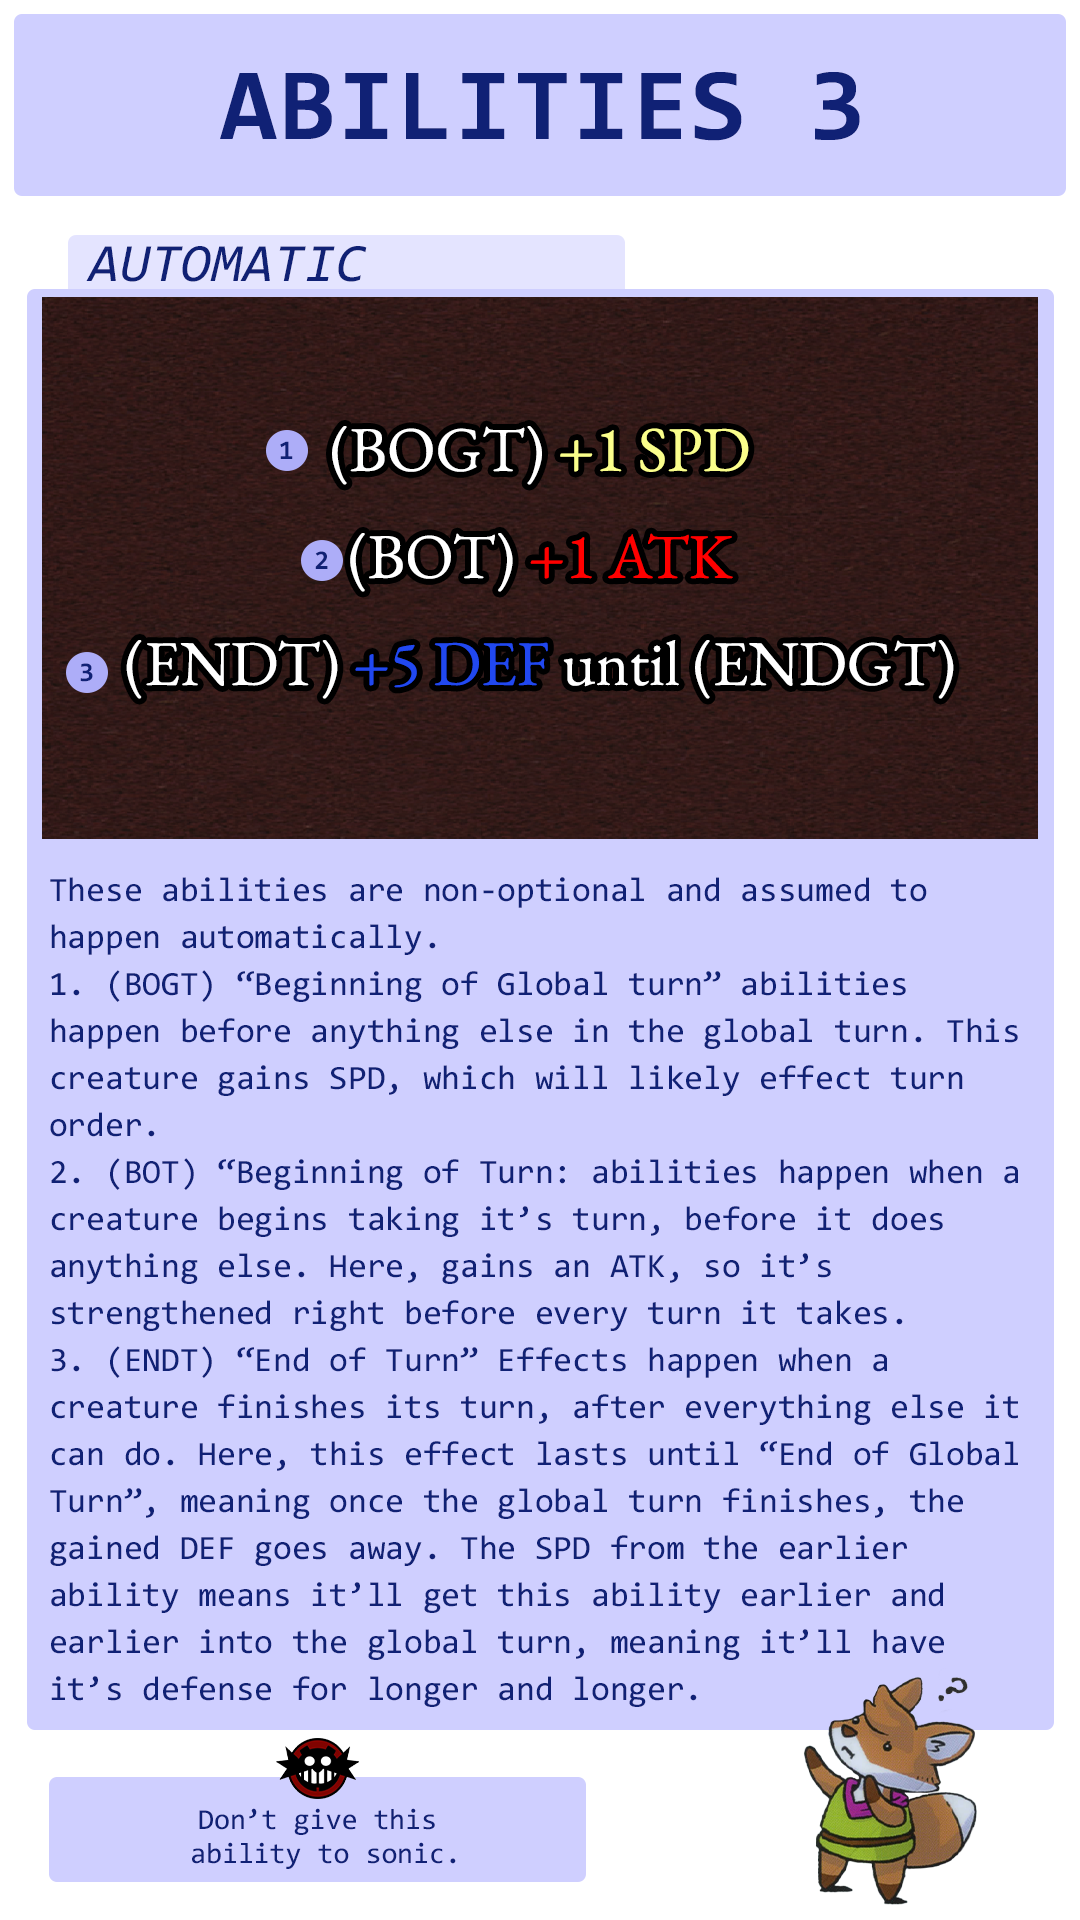 ABILITIES 3
AUTOMATIC
1 (BOGT) +1 SPD
2 (BOT) +1 ATK
3 (ENDT) +5 DEF until (ENDGT)
These abilities are non-optional and assumed to
happen automatically.
1. (BOGT) “Beginning of Global turn” abilities
happen before anything else in the global turn. This
creature gains SPD, which will likely effect turn
order.
2. (BOT) “Beginning of Turn: abilities happen when a
creature begins taking it’s turn, before it does
anything else. Here, gains an ATK, so it’s
strengthened right before every turn it takes.
3. (ENDT) “End of Turn” Effects happen when a
creature finishes its turn, after everything else it
can do. Here, this effect lasts until “End of Global
Turn”, meaning once the global turn finishes, the
gained DEF goes away. The SPD from the earlier
ability means it’ll get this ability earlier and
earlier into the global turn, meaning it’ll have
it’s defense for longer and longer.
?
Don’t give this
ability to sonic.